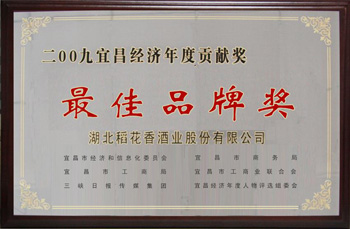 二00九宜昌经济年度贡献奖
最佳品牌奖
湖北稻花香酒业股份有限公司
宜昌市经济和信息化委员会 宜昌市商务局
宜昌市工商局 宜昌市工商业联合会
三峡日报传媒集团 宜昌经济年度人物评选组委会